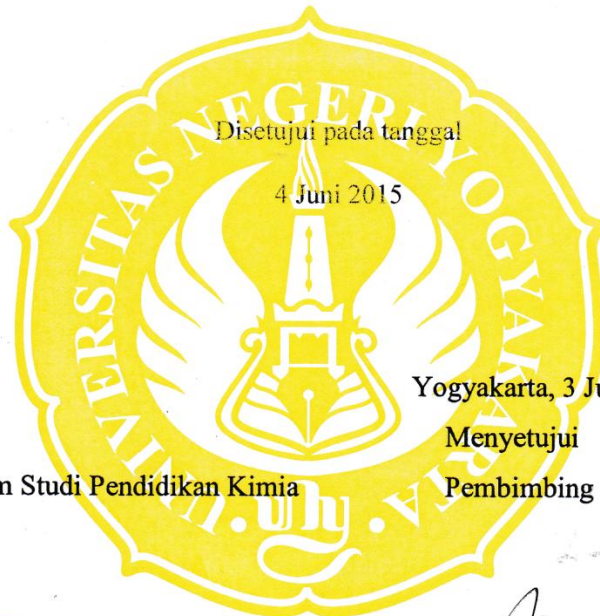 UNIVERSITAS NEGERI YOGYAKARTA
Disetujui pada tanggal
4 Juni 2015
Yogyakarta, 3 Ju
Menyetujui
m Studi Pendidikan Kimia
Pembimbing
uny